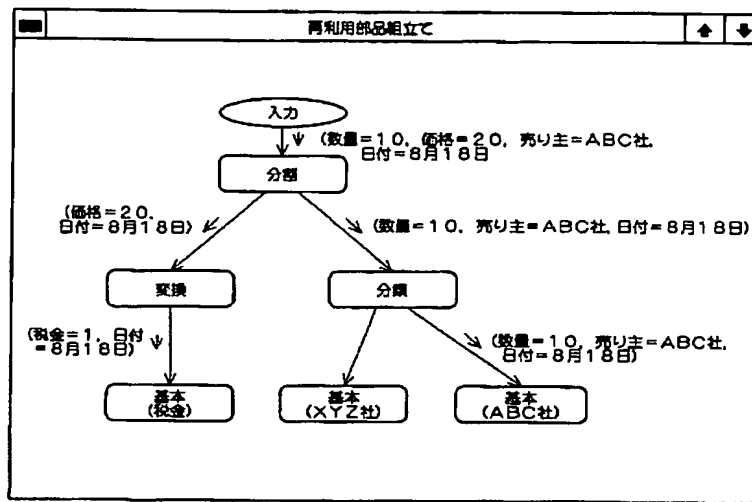 再利用部品組立て
入力
(数量=10, 価格=20, 売り主=ABC社,
日付=8月18日
分割
(価格=20,
日付=8月18日)
(数量=10, 売り主=ABC社, 日付=8月18日)
変換
分類
(税金=1, 日付
=8月18日)
(数量=10, 売り主=ABC社,
日付=8月18日)
基本
(税金)
基本
(XYZ社)
基本
(ABC社)